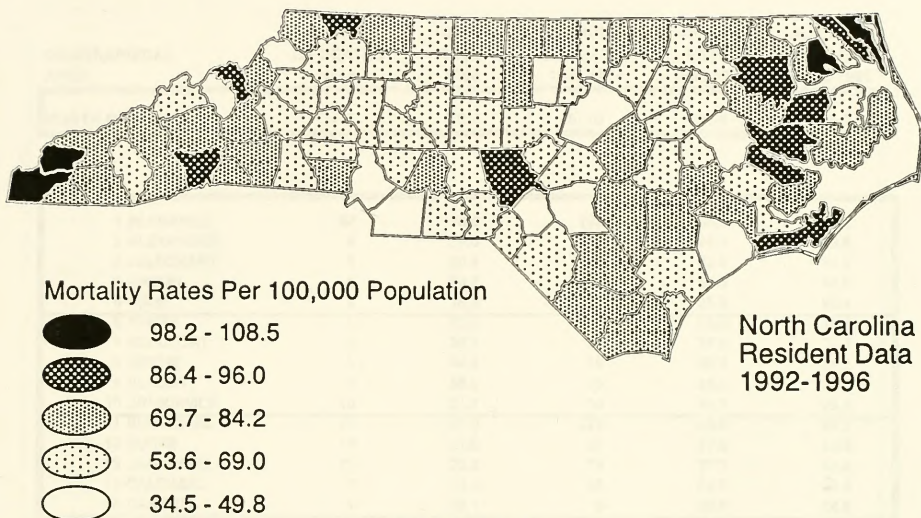 Mortality Rates Per 100,000 Population
98.2 - 108.5
86.4 - 96.0
69.7 - 84.2
53.6 - 69.0
34.5 - 49.8
North Carolina
Resident Data
1992-1996